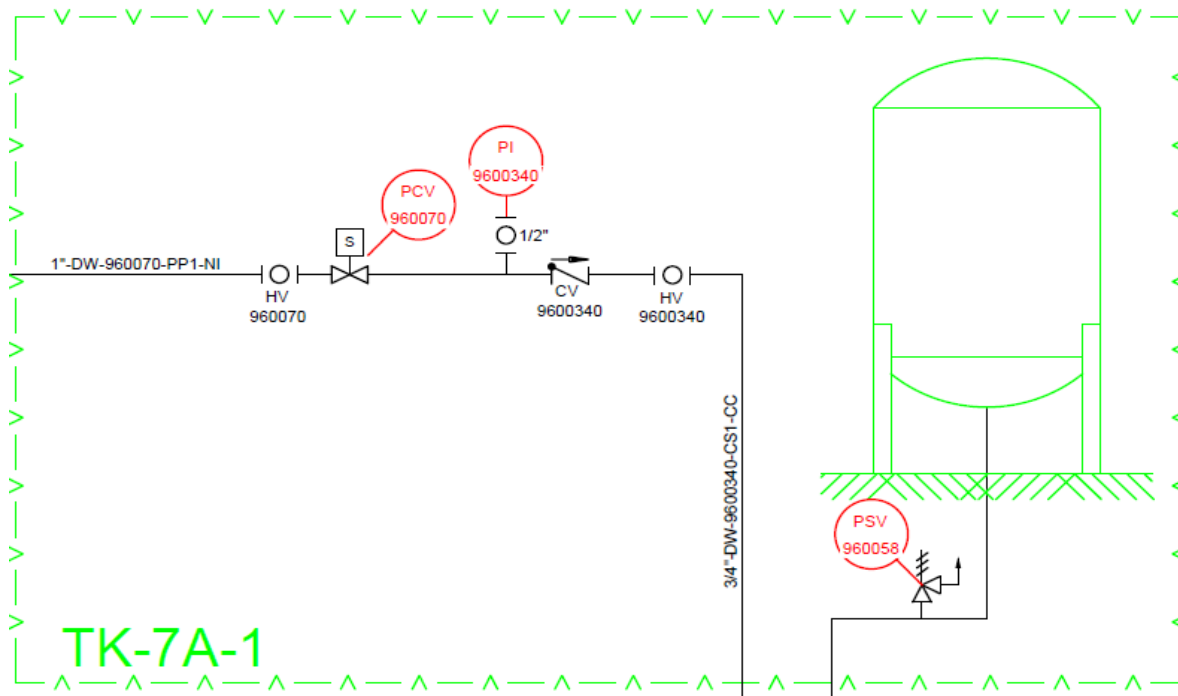 PI
9600340
PCV
960070
S
1/2"
1"-DW-960070-PP1-NI
HV
960070
CV
9600340
HV
9600340
3/4"-DW-9600340-CS1-CC
PSV
960058
TK-7A-1